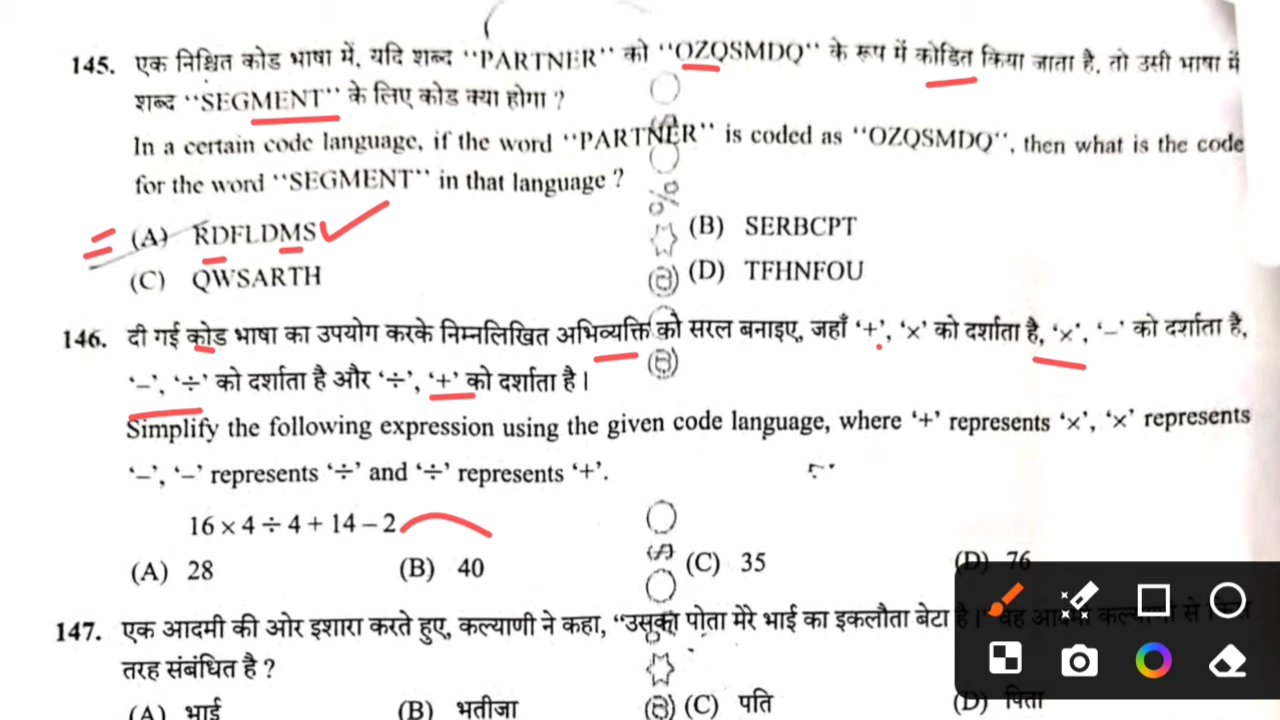 145. एक निश्चित कोड भाषा में, यदि शब्द ''PARTNER'' को ''OZQSMDQ'' के रूप में कोडित किया जाता है, तो उसी भाषा में
शब्द ''SEGMENT'' के लिए कोड क्या होगा ?
In a certain code language, if the word ''PARTNER'' is coded as ''OZQSMDQ'', then what is the code
for the word ''SEGMENT'' in that language ?
(A) RDFLDMS (B) SERBCPT
(C) QWSARTH (D) TFHNFOU
146. दी गई कोड भाषा का उपयोग करके निम्नलिखित अभिव्यक्ति को सरल बनाइए, जहाँ '+', '×' को दर्शाता है, '×', '–' को दर्शाता है,
'–', '÷' को दर्शाता है और '÷', '+' को दर्शाता है।
Simplify the following expression using the given code language, where '+' represents '×', '×' represents
'–', '–' represents '÷' and '÷' represents '+'.
16 × 4 ÷ 4 + 14 – 2
(A) 28 (B) 40 (C) 35 (D) 76
147. एक आदमी की ओर इशारा करते हुए, कल्याणी ने कहा, "उसका पोता मेरे भाई का इकलौता बेटा है।" वह आदमी कल्याणी से किस
तरह संबंधित है ?
(A) भाई (B) भतीजा (C) पति (D) पिता